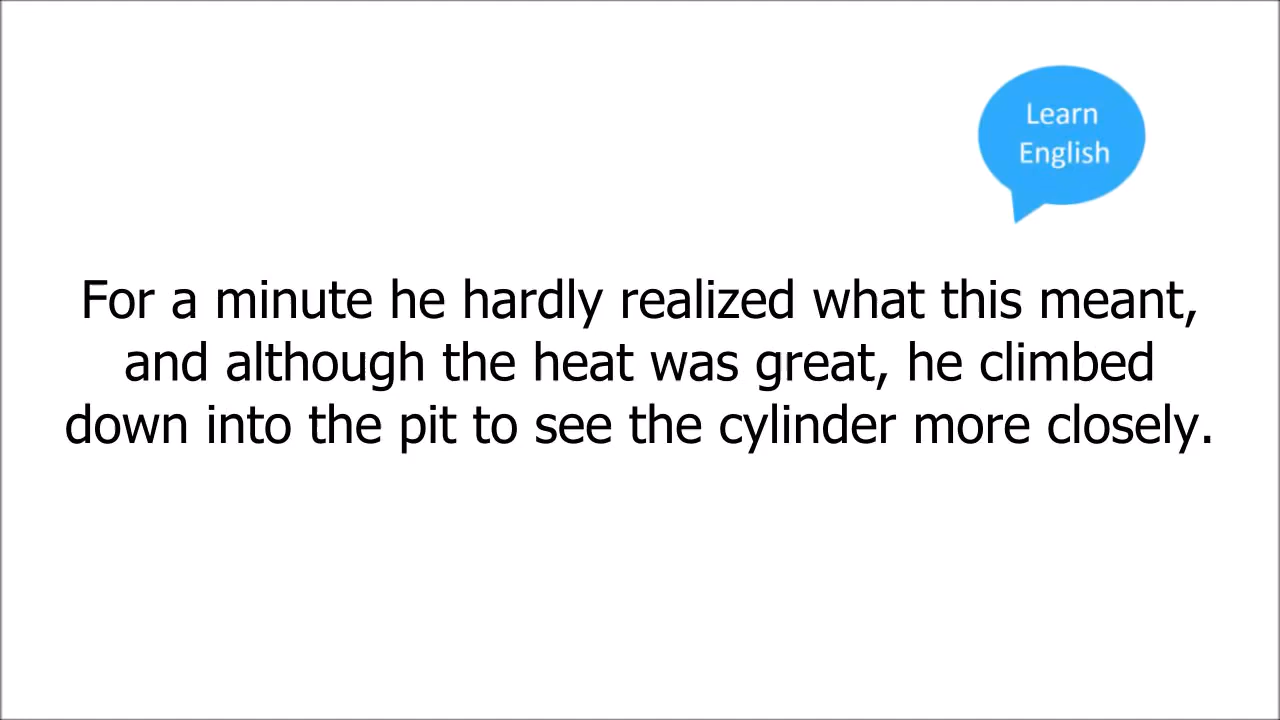 Learn
English
For a minute he hardly realized what this meant,
and although the heat was great, he climbed
down into the pit to see the cylinder more closely.